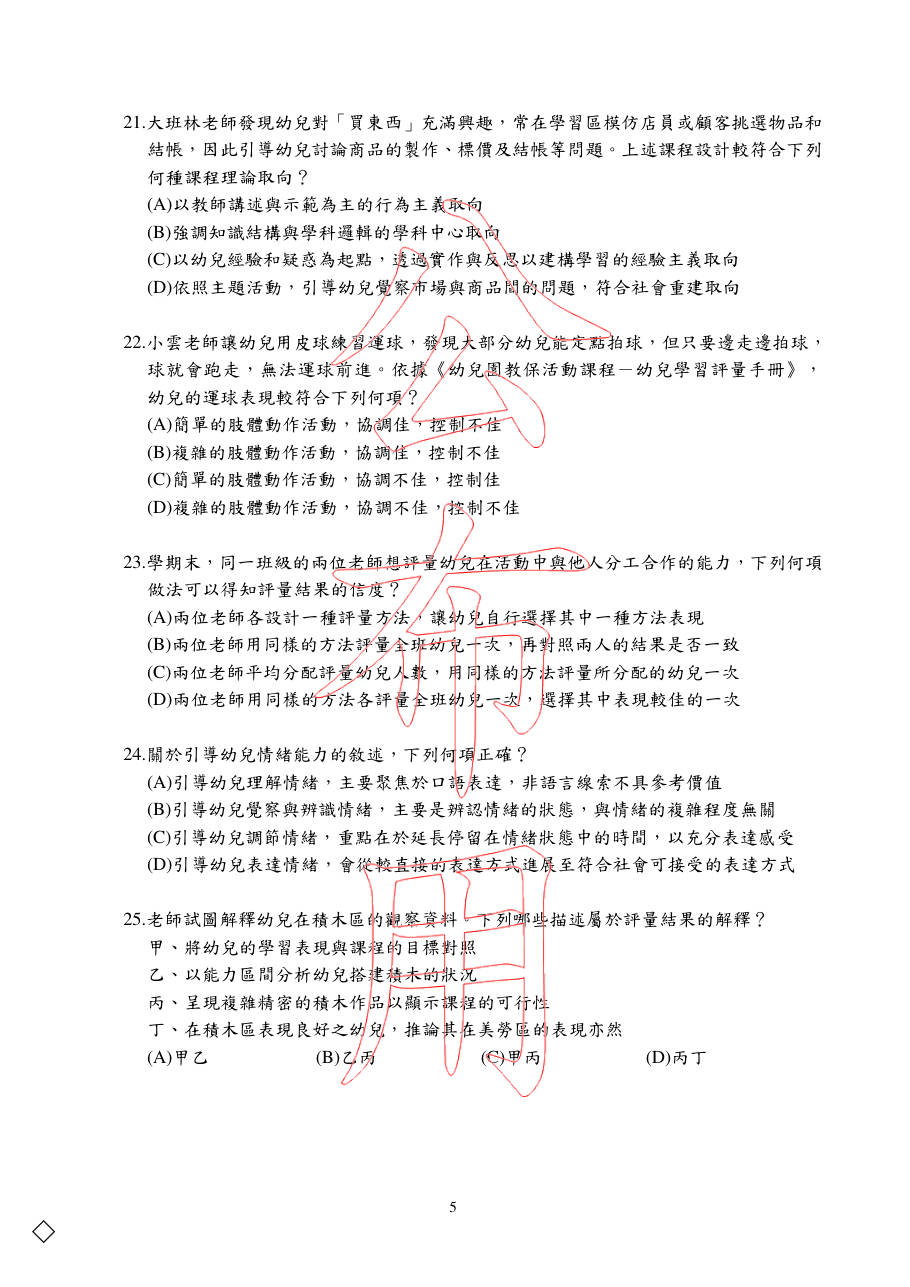 21.大班林老師發現幼兒對「買東西」充滿興趣，常在學習區模仿店員或顧客挑選物品和
結帳，因此引導幼兒討論商品的製作、標價及結帳等問題。上述課程設計較符合下列
何種課程理論取向？
(A)以教師講述與示範為主的行為主義取向
(B)強調知識結構與學科邏輯的學科中心取向
(C)以幼兒經驗和疑惑為起點，透過實作與反思以建構學習的經驗主義取向
(D)依照主題活動，引導幼兒覺察市場與商品間的問題，符合社會重建取向
22.小雲老師讓幼兒用皮球練習運球，發現大部分幼兒能定點拍球，但只要邊走邊拍球，
球就會跑走，無法運球前進。依據《幼兒園教保活動課程－幼兒學習評量手冊》，
幼兒的運球表現較符合下列何項？
(A)簡單的肢體動作活動，協調佳，控制不佳
(B)複雜的肢體動作活動，協調佳，控制不佳
(C)簡單的肢體動作活動，協調不佳，控制佳
(D)複雜的肢體動作活動，協調不佳，控制不佳
23.學期末，同一班級的兩位老師想評量幼兒在活動中與他人分工合作的能力，下列何項
做法可以得知評量結果的信度？
(A)兩位老師各設計一種評量方法，讓幼兒自行選擇其中一種方法表現
(B)兩位老師用同樣的方法評量全班幼兒一次，再對照兩人的結果是否一致
(C)兩位老師平均分配評量幼兒人數，用同樣的方法評量所分配的幼兒一次
(D)兩位老師用同樣的方法各評量全班幼兒一次，選擇其中表現較佳的一次
24.關於引導幼兒情緒能力的敘述，下列何項正確？
(A)引導幼兒理解情緒，主要聚焦於口語表達，非語言線索不具參考價值
(B)引導幼兒覺察與辨識情緒，主要是辨認情緒的狀態，與情緒的複雜程度無關
(C)引導幼兒調節情緒，重點在於延長停留在情緒狀態中的時間，以充分表達感受
(D)引導幼兒表達情緒，會從較直接的表達方式進展至符合社會可接受的表達方式
25.老師試圖解釋幼兒在積木區的觀察資料。下列哪些描述屬於評量結果的解釋？
甲、將幼兒的學習表現與課程的目標對照
乙、以能力區間分析幼兒搭建積木的狀況
丙、呈現複雜精密的積木作品以顯示課程的可行性
丁、在積木區表現良好之幼兒，推論其在美勞區的表現亦然
(A)甲乙 (B)乙丙 (C)甲丙 (D)丙丁
公布用
5